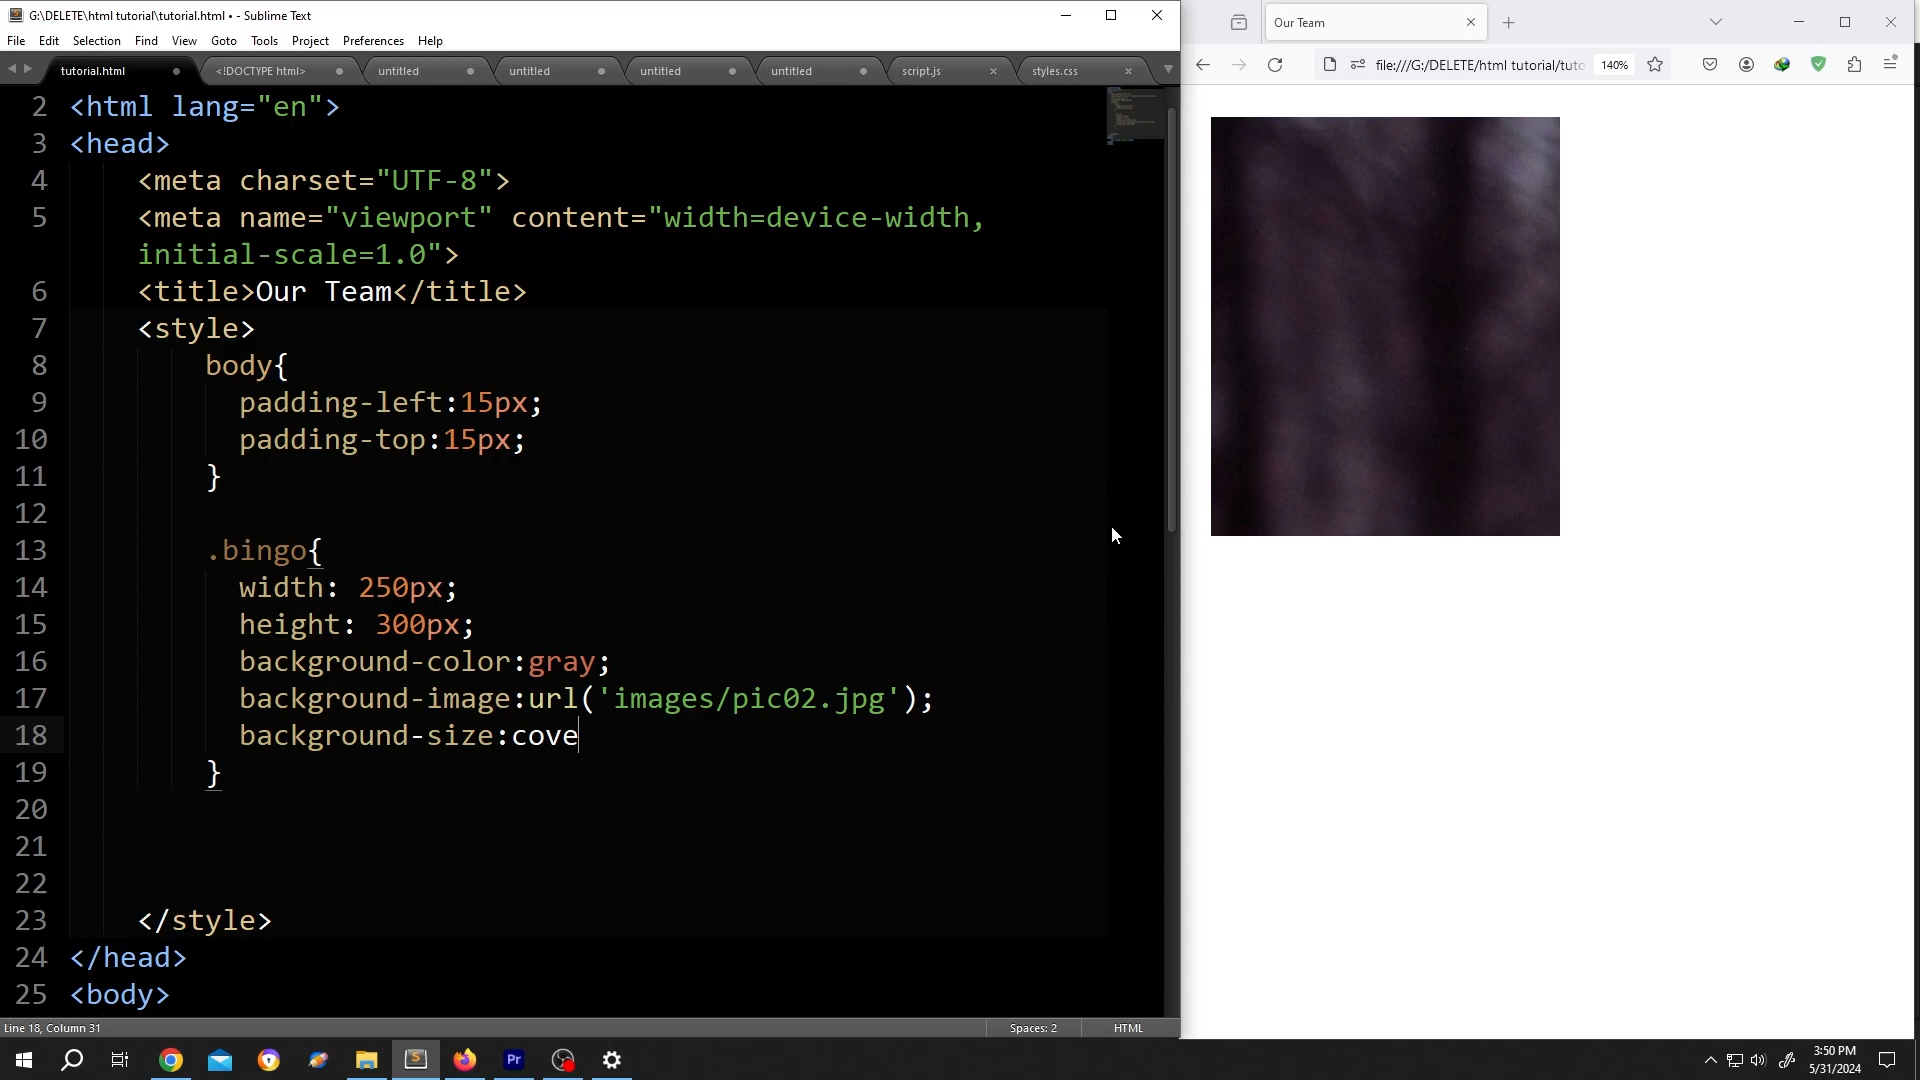 G:\DELETE\html tutorial\tutorial.html • - Sublime Text
File Edit Selection Find View Goto Tools Project Preferences Help
tutorial.html <!DOCTYPE html> untitled untitled untitled untitled script.js styles.css
2 <html lang="en">
3 <head>
4 <meta charset="UTF-8">
5 <meta name="viewport" content="width=device-width,
initial-scale=1.0">
6 <title>Our Team</title>
7 <style>
8 body{
9 padding-left:15px;
10 padding-top:15px;
11 }
12
13 .bingo{
14 width: 250px;
15 height: 300px;
16 background-color:gray;
17 background-image:url('images/pic02.jpg');
18 background-size:cove
19 }
20
21
22
23 </style>
24 </head>
25 <body>
Line 18, Column 31
Spaces: 2
HTML
Our Team
file:///G:/DELETE/html tutorial/tuto
140%
S
Pr
3:50 PM
5/31/2024